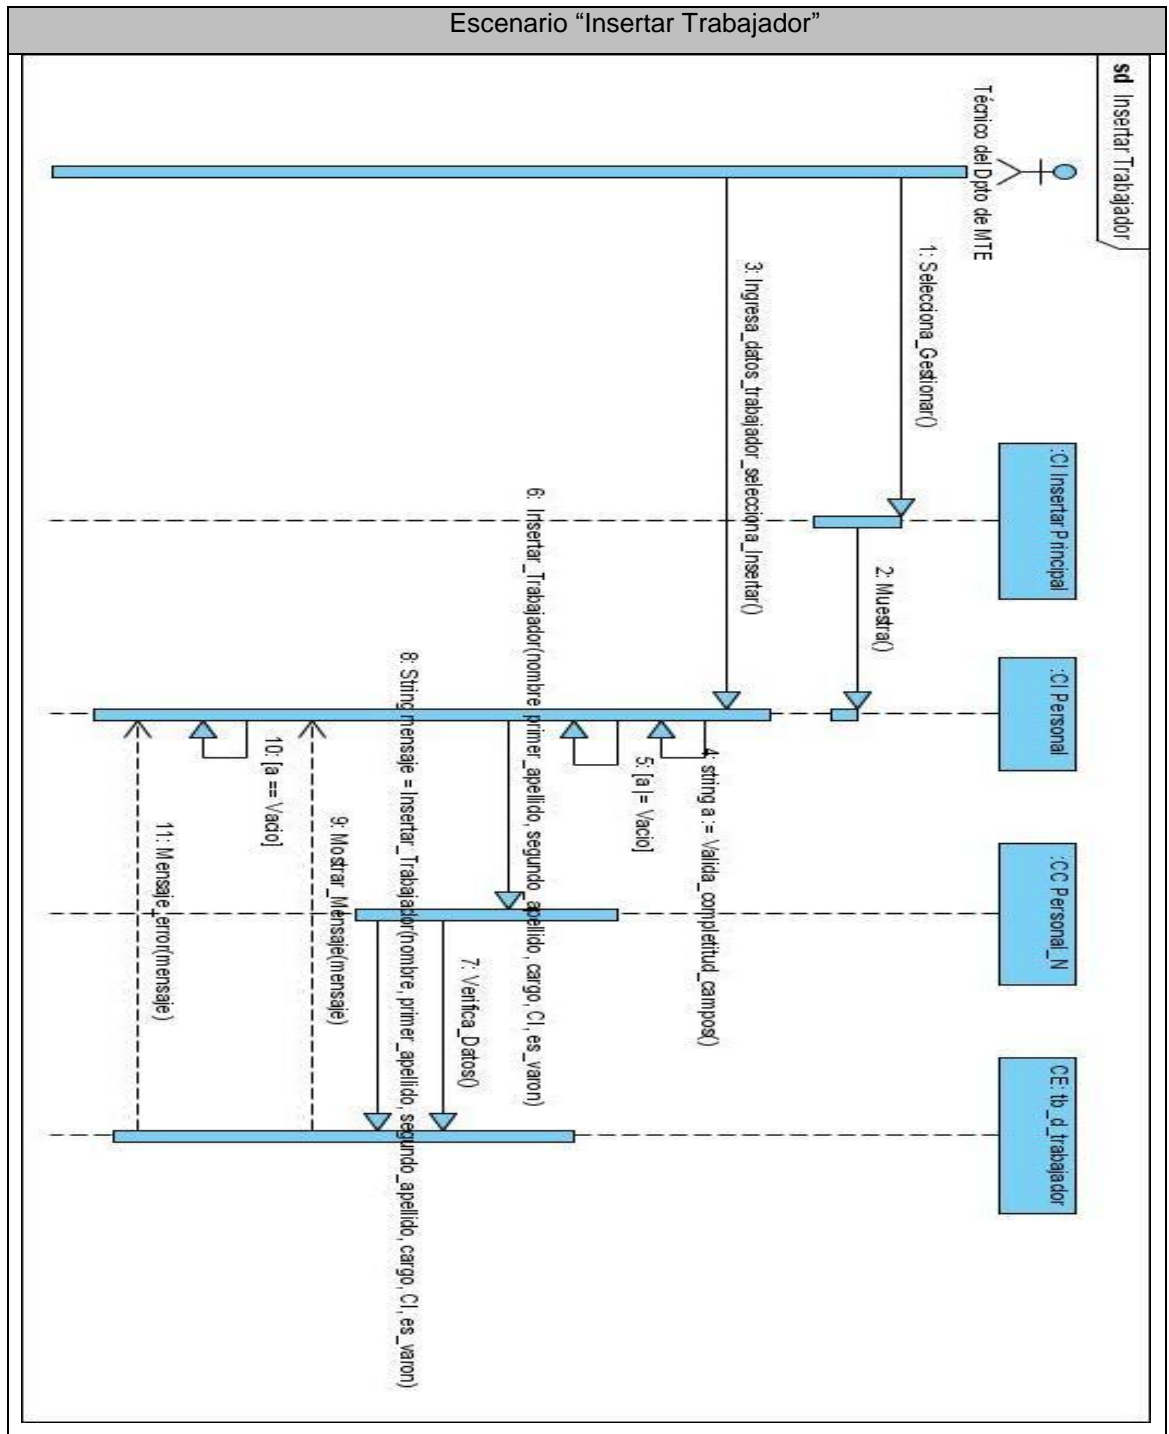 Escenario “Insertar Trabajador”
sd Insertar Trabajador
Técnico del Dpto de MTE
:CI Insertar Principal
:CI Personal
:CC Personal_N
CE: tb_d_trabajador
1: Selecciona_Gestionar()
2: Muestra()
3: Ingresa_datos_trabajador_selecciona_Insertar()
4: string a := Valida_completitud_campos()
5: [a != Vacio]
6: Insertar_Trabajador(nombre, primer_apellido, segundo_apellido, cargo, CI, es_varon)
7: Verifica_Datos()
8: String mensaje = Insertar_Trabajador(nombre, primer_apellido, segundo_apellido, cargo, CI, es_varon)
9: Mostrar_Mensaje(mensaje)
10: [a == Vacio]
11: Mensaje_error(mensaje)